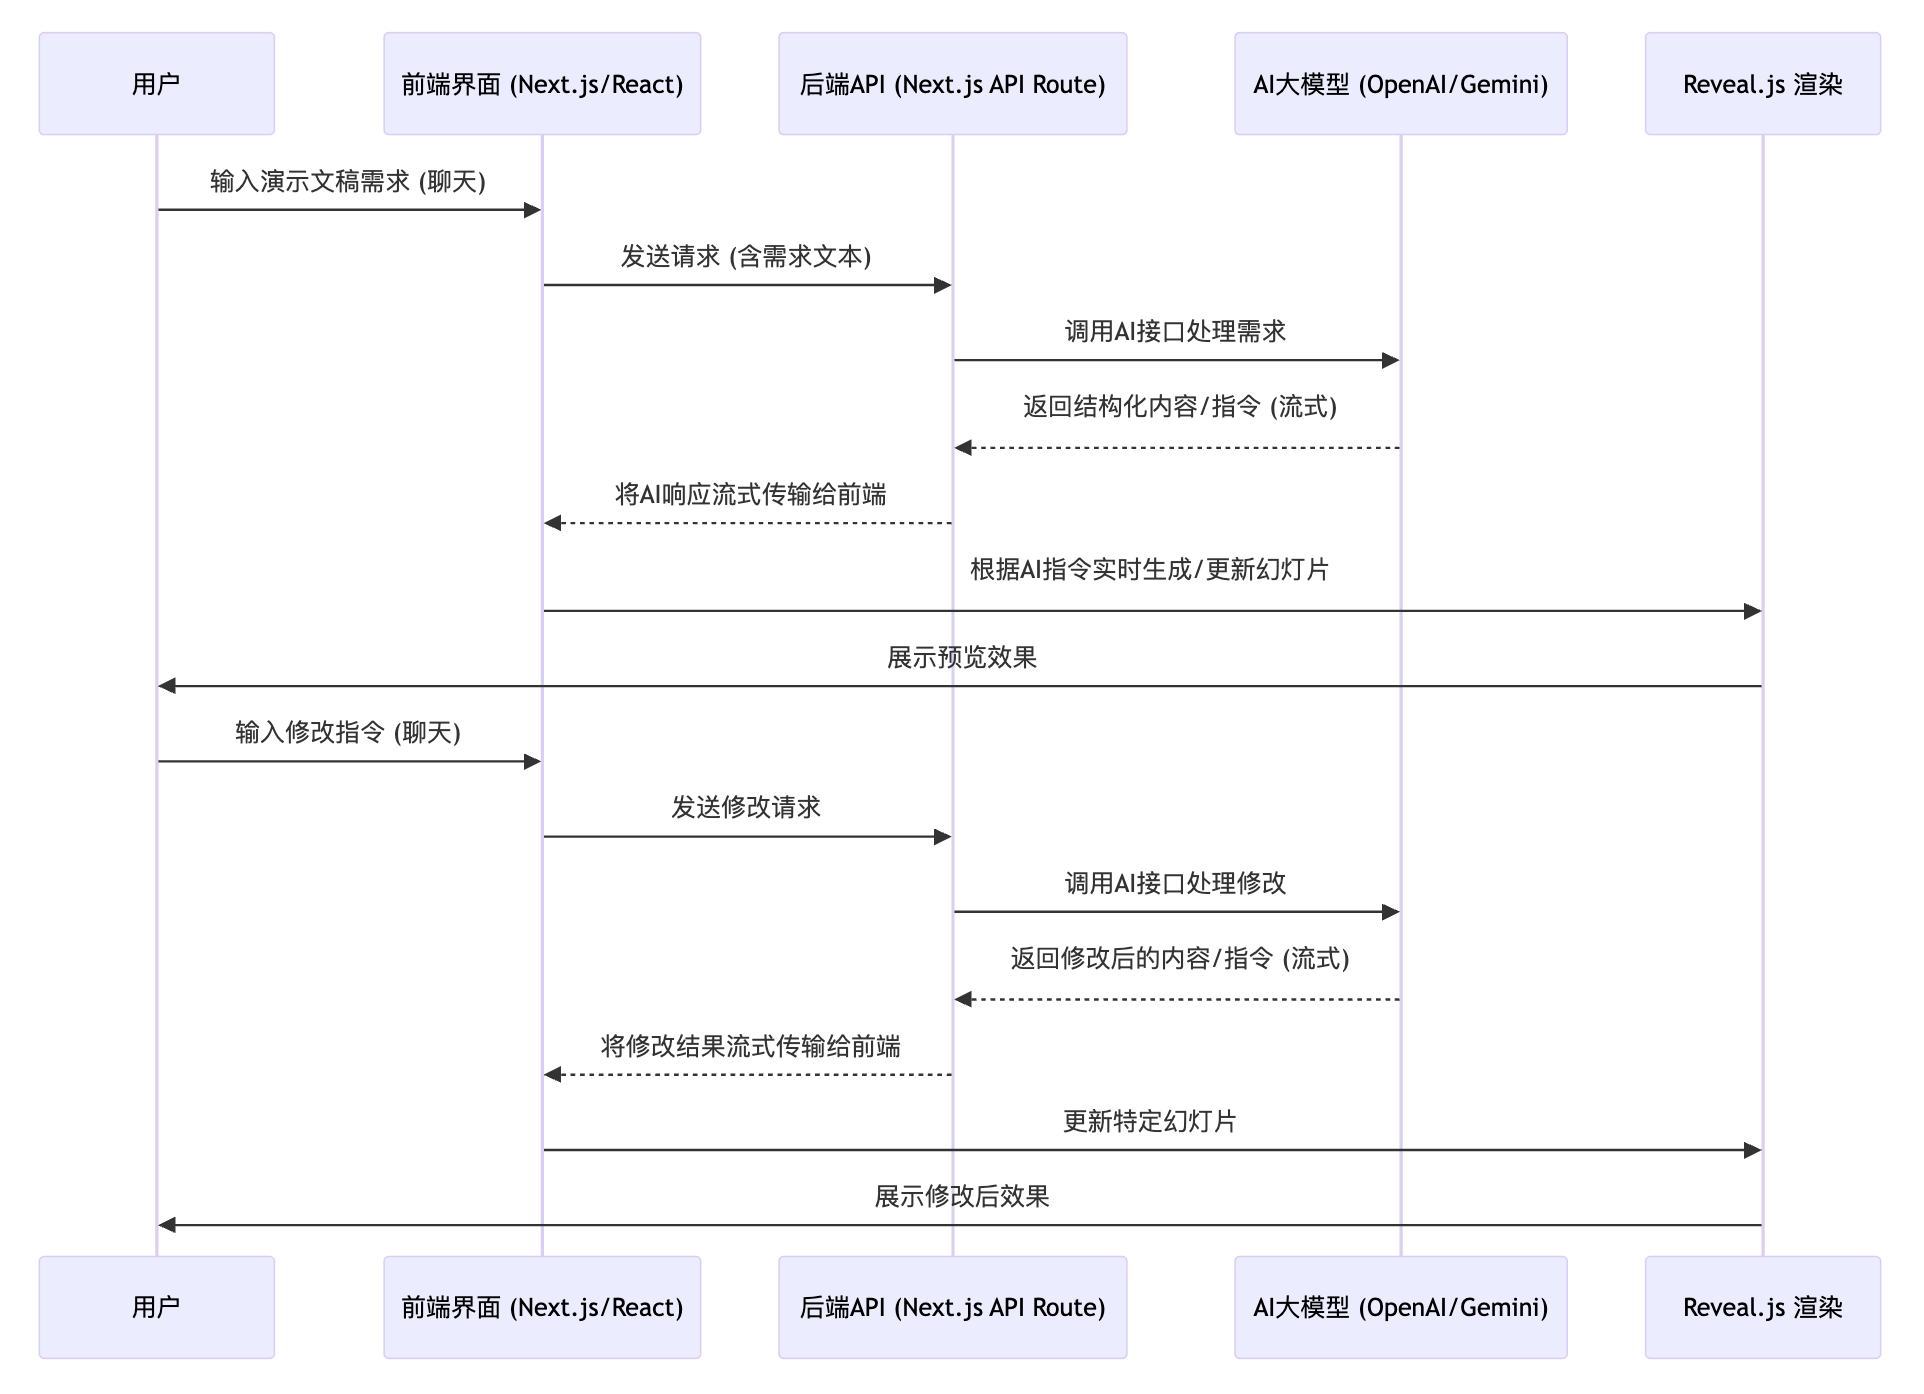 用户
前端界面 (Next.js/React)
后端API (Next.js API Route)
AI大模型 (OpenAI/Gemini)
Reveal.js 渲染
输入演示文稿需求 (聊天)
发送请求 (含需求文本)
调用AI接口处理需求
返回结构化内容/指令 (流式)
将AI响应流式传输给前端
根据AI指令实时生成/更新幻灯片
展示预览效果
输入修改指令 (聊天)
发送修改请求
调用AI接口处理修改
返回修改后的内容/指令 (流式)
将修改结果流式传输给前端
更新特定幻灯片
展示修改后效果
用户
前端界面 (Next.js/React)
后端API (Next.js API Route)
AI大模型 (OpenAI/Gemini)
Reveal.js 渲染